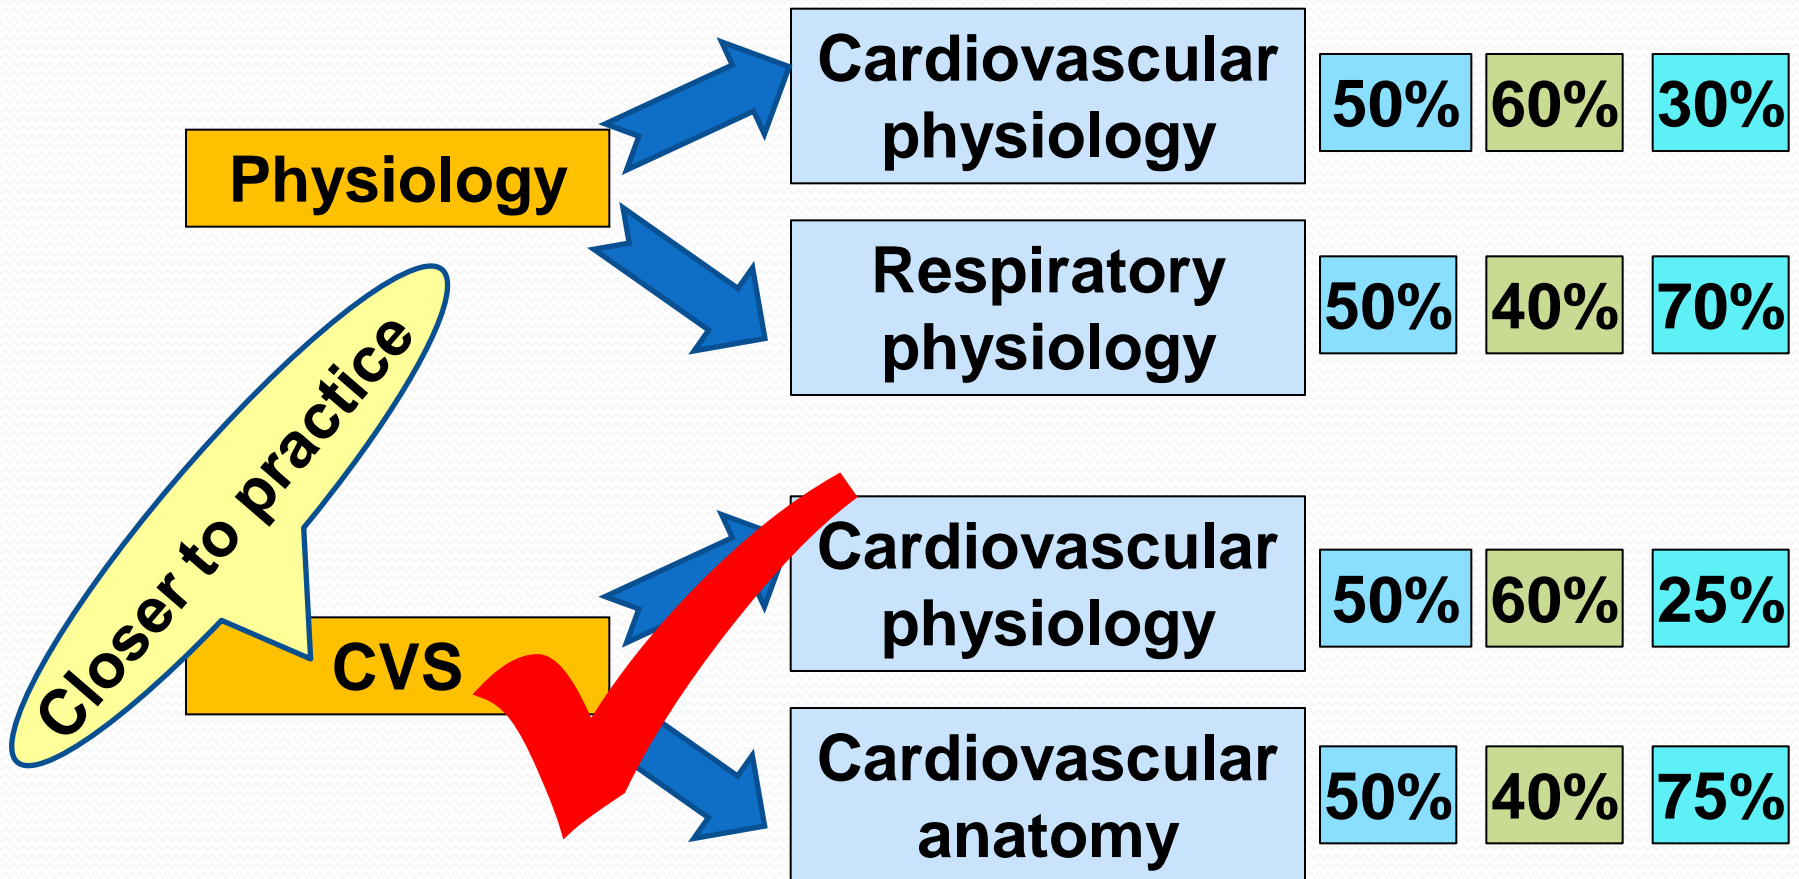 Physiology
Cardiovascular
physiology
50% 60% 30%
Respiratory
physiology
50% 40% 70%
Closer to practice
CVS
Cardiovascular
physiology
50% 60% 25%
Cardiovascular
anatomy
50% 40% 75%